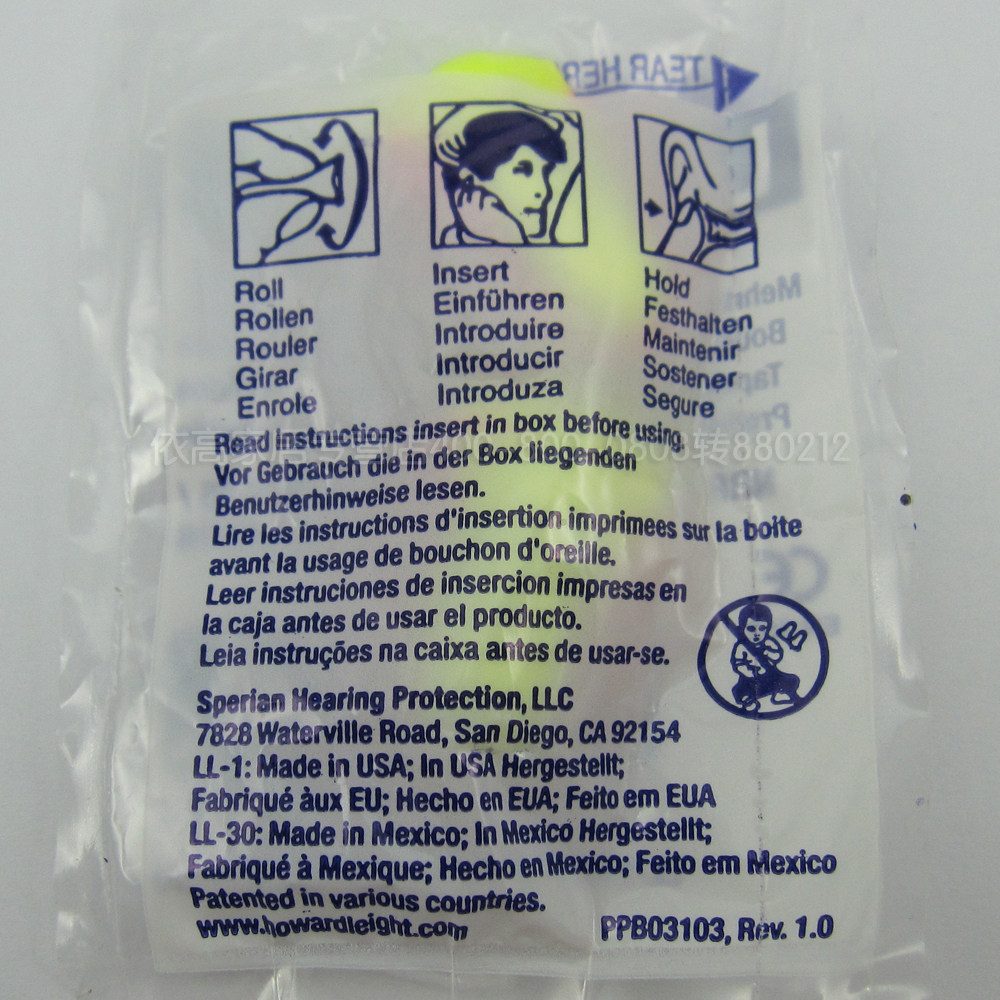 TEAR HER
Roll
Rollen
Rouler
Girar
Enrole
Insert
Einführen
Introduire
Introducir
Introduza
Hold
Festhalten
Maintenir
Sostener
Segure
Read instructions insert in box before using.
Vor Gebrauch die in der Box liegenden
Benutzerhinweise lesen.
Lire les instructions d'insertion imprimees sur la boite
avant la usage de bouchon d'oreille.
Leer instruciones de insercion impresas en
la caja antes de usar el producto.
Leia instruções na caixa antes de usar-se.
Sperian Hearing Protection, LLC
7828 Waterville Road, San Diego, CA 92154
LL-1: Made in USA; In USA Hergestellt;
Fabriqué àux EU; Hecho en EUA; Feito em EUA
LL-30: Made in Mexico; In Mexico Hergestellt;
Fabriqué à Mexique; Hecho en Mexico; Feito em Mexico
Patented in various countries.
www.howardleight.com
PPB03103, Rev. 1.0
CE